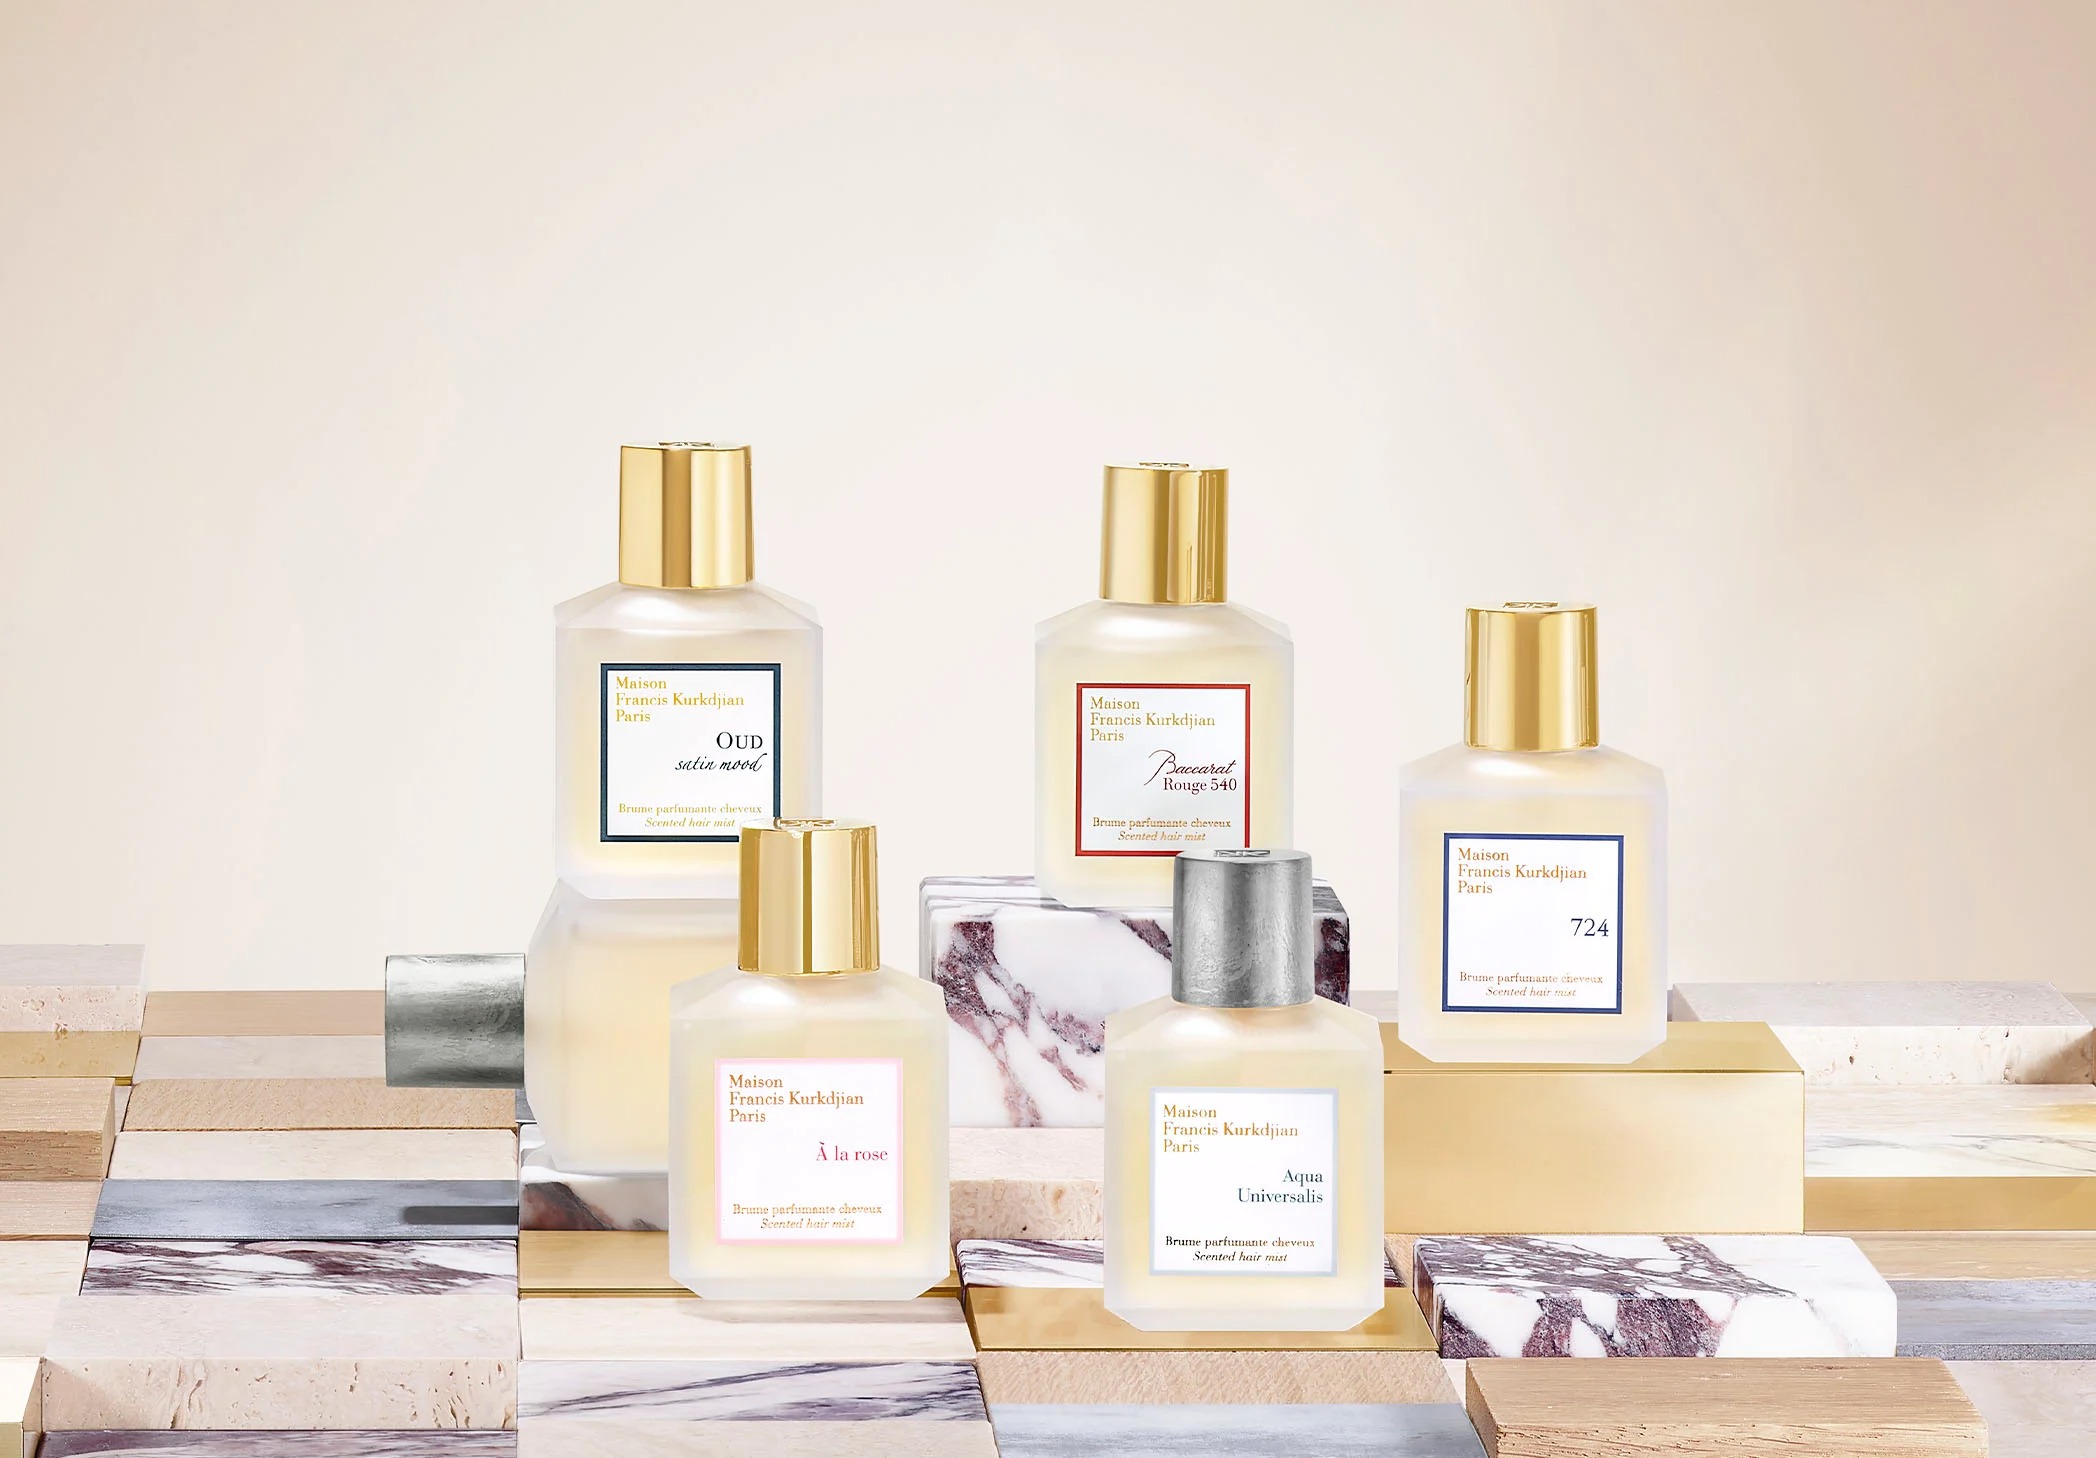 Maison
Francis Kurkdjian
Paris
OUD
satin mood
Brume parfumante cheveux
Scented hair mist
Maison
Francis Kurkdjian
Paris
Baccarat
Rouge 540
Brume parfumante cheveux
Scented hair mist
Maison
Francis Kurkdjian
Paris
724
Brume parfumante cheveux
Scented hair mist
Maison
Francis Kurkdjian
Paris
À la rose
Brume parfumante cheveux
Scented hair mist
Maison
Francis Kurkdjian
Paris
Aqua
Universalis
Brume parfumante cheveux
Scented hair mist